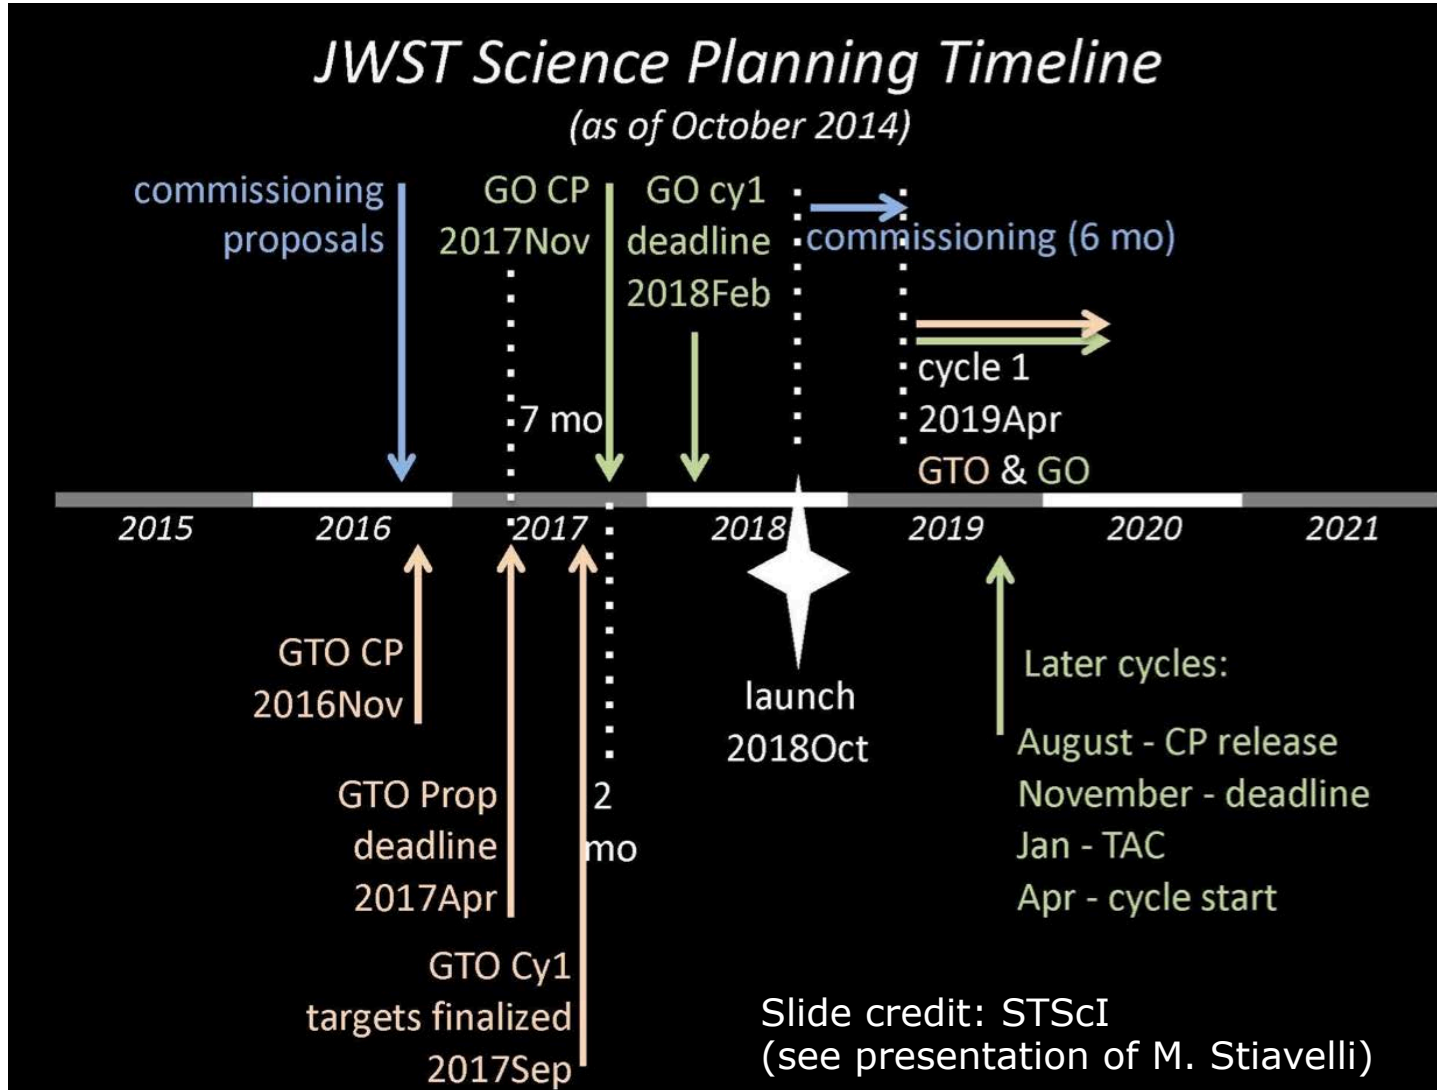 JWST Science Planning Timeline
(as of October 2014)
commissioning
proposals
GO CP
2017Nov
GO cy1
deadline
2018Feb
commissioning (6 mo)
7 mo
cycle 1
2019Apr
GTO & GO
2015
2016
2017
2018
2019
2020
2021
GTO CP
2016Nov
GTO Prop
deadline
2017Apr
2
mo
GTO Cy1
targets finalized
2017Sep
launch
2018Oct
Later cycles:
August - CP release
November - deadline
Jan - TAC
Apr - cycle start
Slide credit: STScI
(see presentation of M. Stiavelli)